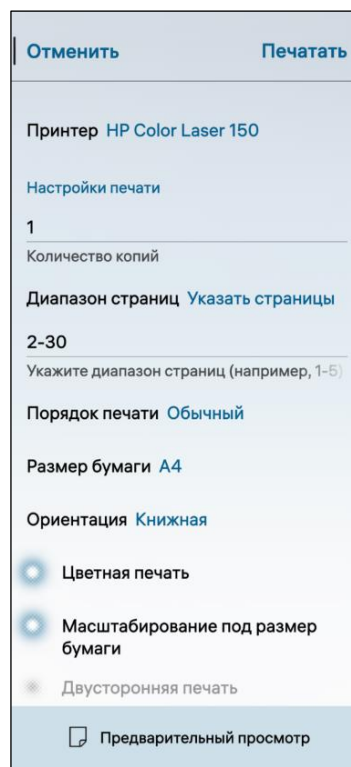 Отменить Печатать
Принтер HP Color Laser 150
Настройки печати
1
Количество копий
Диапазон страниц Указать страницы
2-30
Укажите диапазон страниц (например, 1-5)
Порядок печати Обычный
Размер бумаги A4
Ориентация Книжная
Цветная печать
Масштабирование под размер
бумаги
Двусторонняя печать
Предварительный просмотр